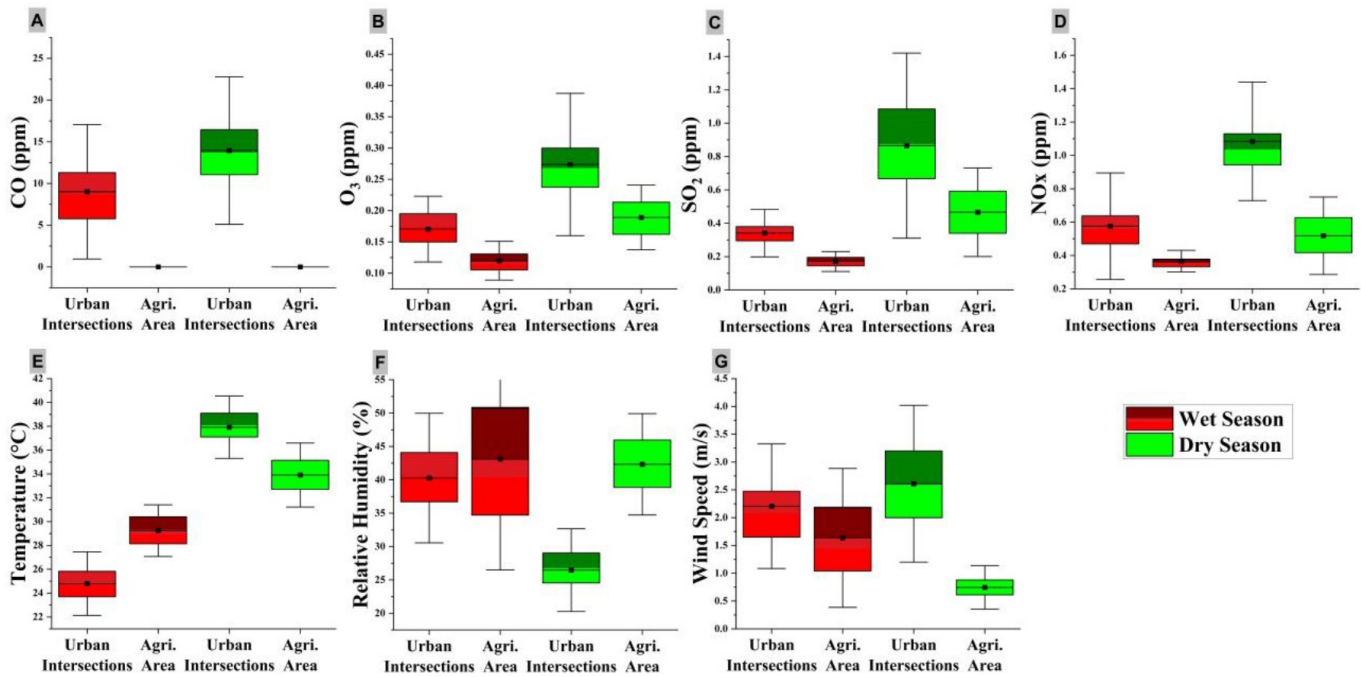 A
CO (ppm)
25
20
15
10
5
0
Urban Agri. Urban Agri.
Intersections Area Intersections Area
B
O₃ (ppm)
0.45
0.40
0.35
0.30
0.25
0.20
0.15
0.10
Urban Agri. Urban Agri.
Intersections Area Intersections Area
C
SO₂ (ppm)
1.4
1.2
1.0
0.8
0.6
0.4
0.2
0.0
Urban Agri. Urban Agri.
Intersections Area Intersections Area
D
NOx (ppm)
1.6
1.4
1.2
1.0
0.8
0.6
0.4
0.2
Urban Agri. Urban Agri.
Intersections Area Intersections Area
E
Temperature (°C)
42
40
38
36
34
32
30
28
26
24
22
Urban Agri. Urban Agri.
Intersections Area Intersections Area
F
Relative Humidity (%)
55
50
45
40
35
30
25
20
Urban Agri. Urban Agri.
Intersections Area Intersections Area
G
Wind Speed (m/s)
4.5
4.0
3.5
3.0
2.5
2.0
1.5
1.0
0.5
0.0
Urban Agri. Urban Agri.
Intersections Area Intersections Area
Wet Season
Dry Season